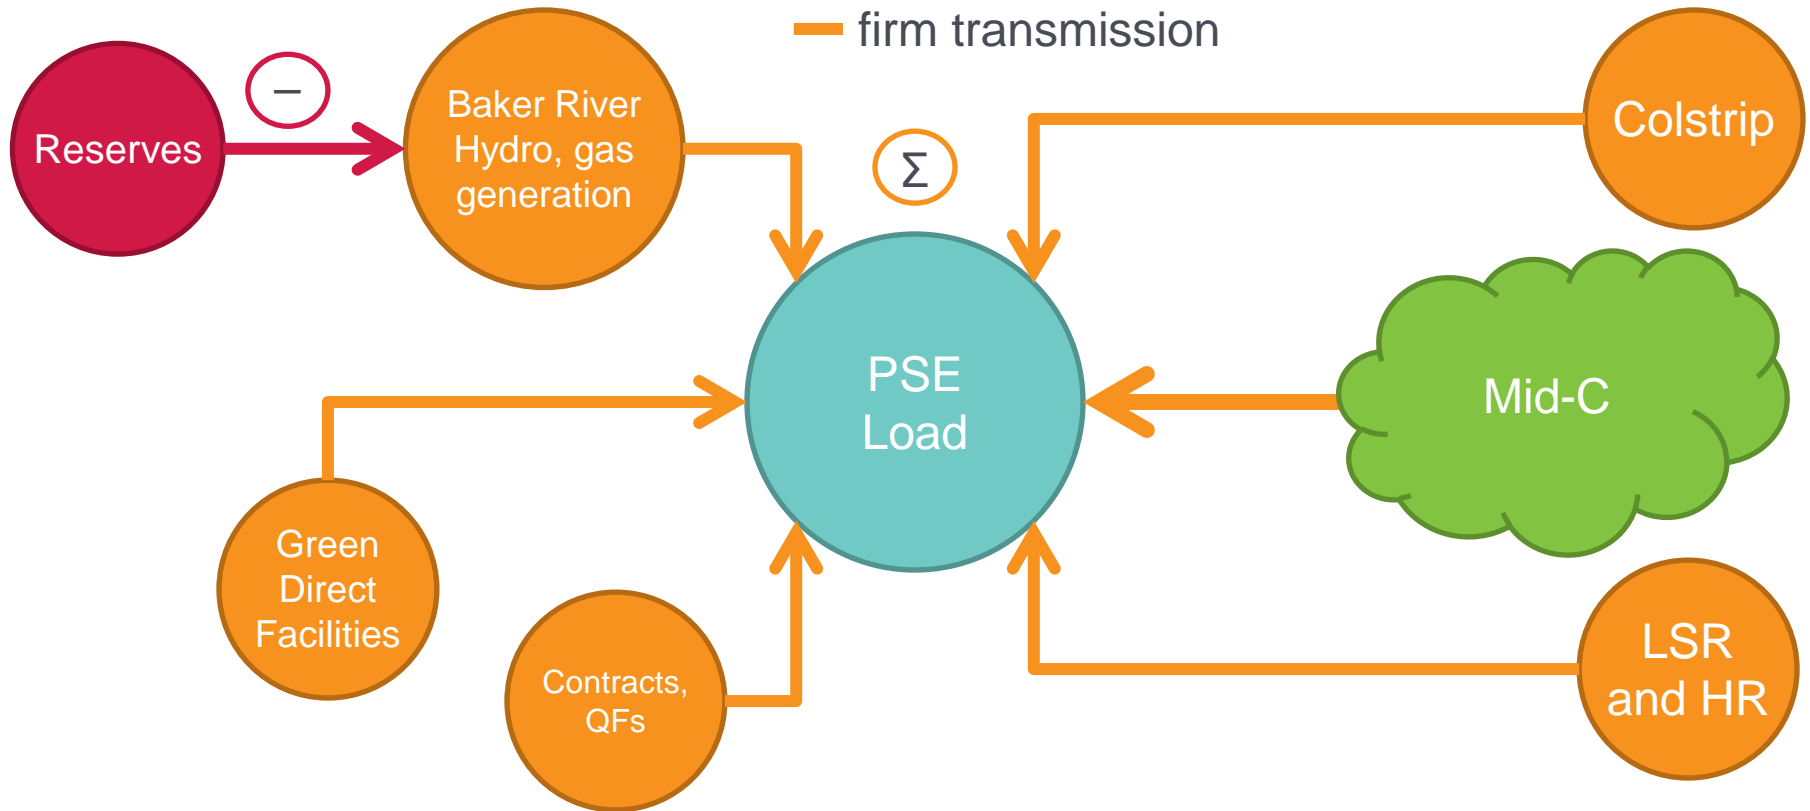 firm transmission
Reserves
−
Baker River
Hydro, gas
generation
Σ
Colstrip
PSE
Load
Mid-C
Green
Direct
Facilities
Contracts,
QFs
LSR
and HR